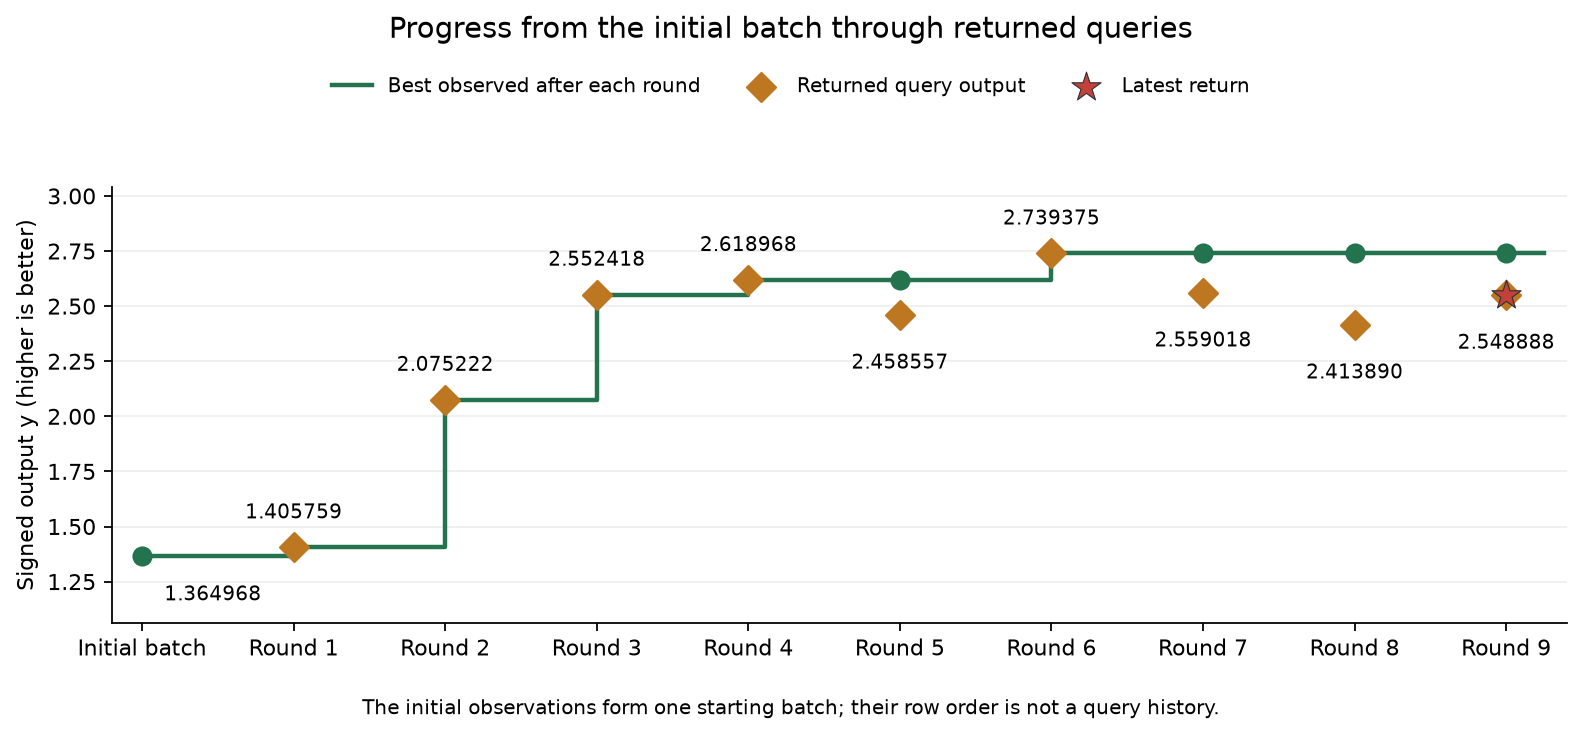 Progress from the initial batch through returned queries
Best observed after each round
Returned query output
Latest return
Signed output y (higher is better)
3.00
2.75
2.50
2.25
2.00
1.75
1.50
1.25
1.364968
1.405759
2.075222
2.552418
2.618968
2.458557
2.739375
2.559018
2.413890
2.548888
Initial batch
Round 1
Round 2
Round 3
Round 4
Round 5
Round 6
Round 7
Round 8
Round 9
The initial observations form one starting batch; their row order is not a query history.